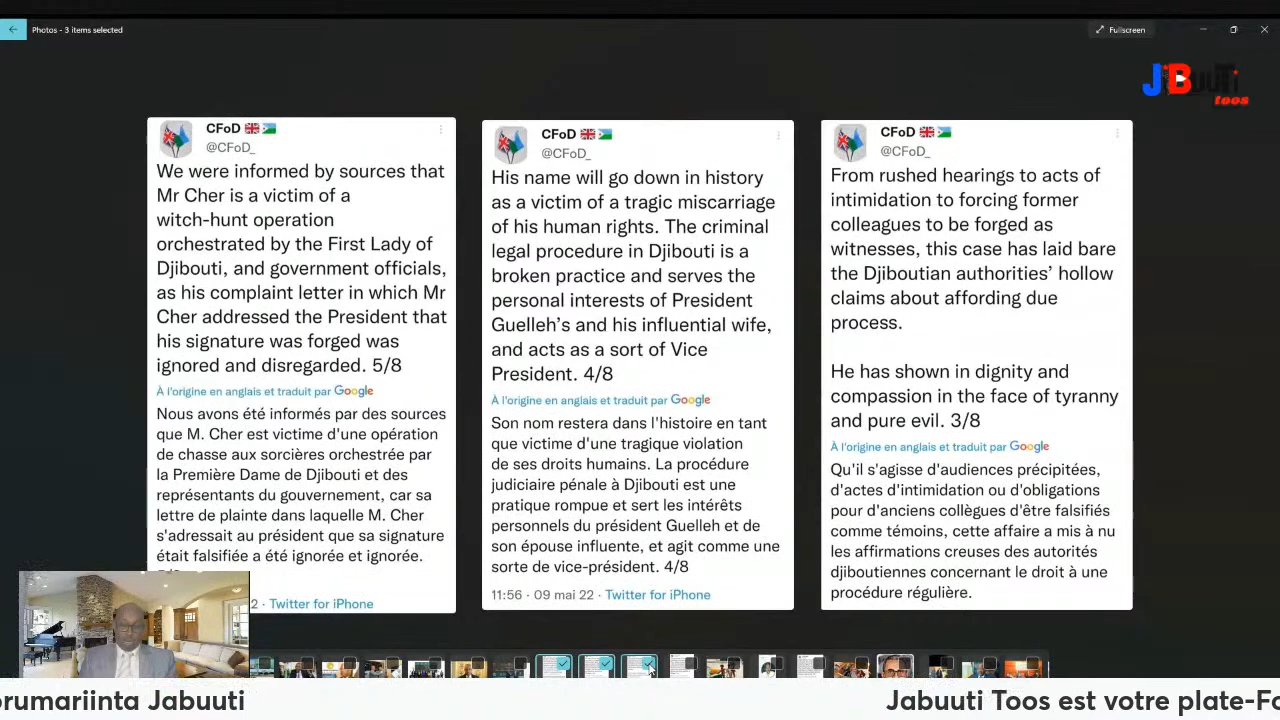 Photos - 3 items selected
Fullscreen
JBUUTi
toos
CFoD
@CFoD_
We were informed by sources that
Mr Cher is a victim of a
witch-hunt operation
orchestrated by the First Lady of
Djibouti, and government officials,
as his complaint letter in which Mr
Cher addressed the President that
his signature was forged was
ignored and disregarded. 5/8
À l'origine en anglais et traduit par Google
Nous avons été informés par des sources
que M. Cher est victime d'une opération
de chasse aux sorcières orchestrée par
la Première Dame de Djibouti et des
représentants du gouvernement, car sa
lettre de plainte dans laquelle M. Cher
s'adressait au président que sa signature
était falsifiée a été ignorée et ignorée.
2 · Twitter for iPhone
CFoD
@CFoD_
His name will go down in history
as a victim of a tragic miscarriage
of his human rights. The criminal
legal procedure in Djibouti is a
broken practice and serves the
personal interests of President
Guelleh's and his influential wife,
and acts as a sort of Vice
President. 4/8
À l'origine en anglais et traduit par Google
Son nom restera dans l'histoire en tant
que victime d'une tragique violation
de ses droits humains. La procédure
judiciaire pénale à Djibouti est une
pratique rompue et sert les intérêts
personnels du président Guelleh et de
son épouse influente, et agit comme une
sorte de vice-président. 4/8
11:56 · 09 mai 22 · Twitter for iPhone
CFoD
@CFoD_
From rushed hearings to acts of
intimidation to forcing former
colleagues to be forged as
witnesses, this case has laid bare
the Djiboutian authorities' hollow
claims about affording due
process.
He has shown in dignity and
compassion in the face of tyranny
and pure evil. 3/8
À l'origine en anglais et traduit par Google
Qu'il s'agisse d'audiences précipitées,
d'actes d'intimidation ou d'obligations
pour d'anciens collègues d'être falsifiés
comme témoins, cette affaire a mis à nu
les affirmations creuses des autorités
djiboutiennes concernant le droit à une
procédure régulière.
orumariinta Jabuuti
Jabuuti Toos est votre plate-Fo